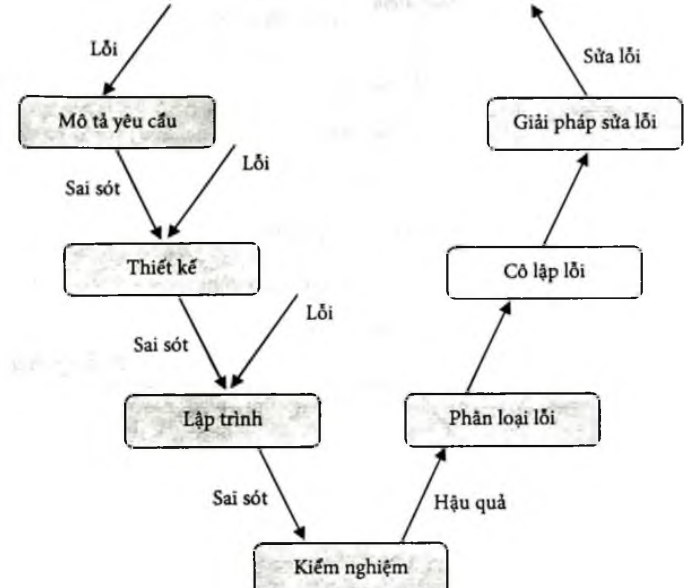 Lỗi
Sửa lỗi
Mô tả yêu cầu
Giải pháp sửa lỗi
Lỗi
Sai sót
Thiết kế
Cô lập lỗi
Lỗi
Sai sót
Lập trình
Phân loại lỗi
Sai sót
Hậu quả
Kiểm nghiệm